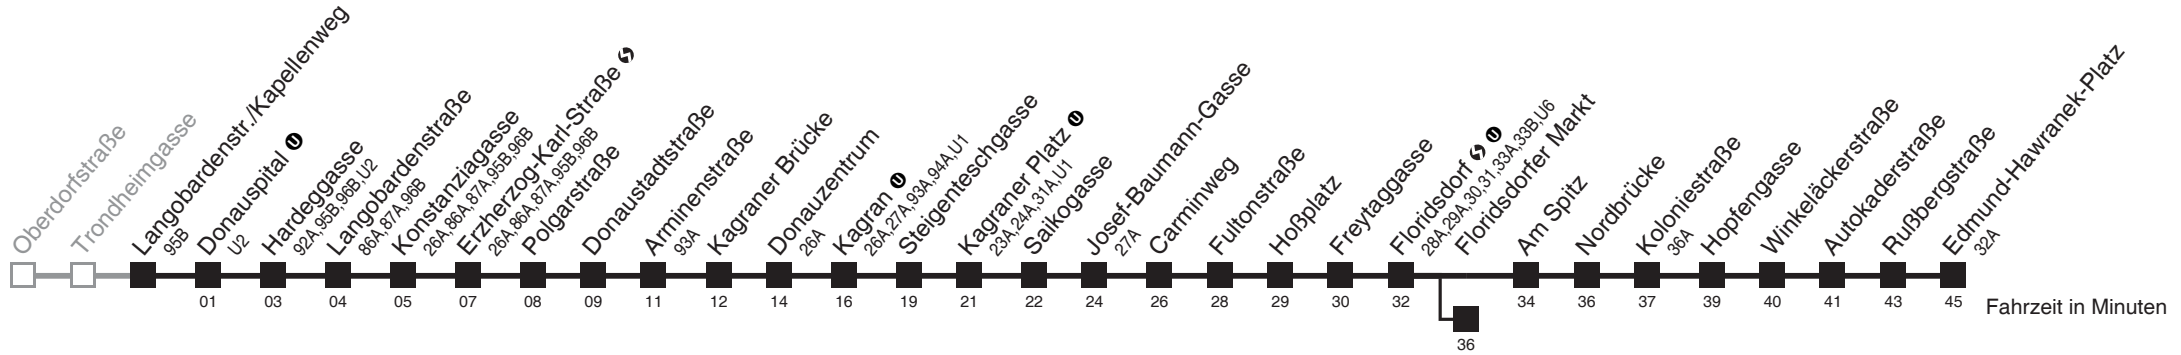 Oberdorfstraße
Trondheimgasse
Langobardenstr./Kapellenweg
95B
Donauspital U
U2
Hardeggasse
92A,95B,96B,U2
Langobardenstraße
86A,87A,96B
Konstanziagasse
26A,86A,87A,95B,96B
Erzherzog-Karl-Straße
26A,86A,87A,95B,96B
Polgarstraße
Donaustadtstraße
Arminenstraße
93A
Kagraner Brücke
Donauzentrum
26A
Kagran U
26A,27A,93A,94A,U1
Steigenteschgasse
Kagraner Platz U
23A,24A,31A,U1
Saikogasse
Josef-Baumann-Gasse
27A
Carminweg
Fultonstraße
Hoßplatz
Freytaggasse
Floridsdorf U
28A,29A,30,31,33A,33B,U6
Floridsdorfer Markt
Am Spitz
Nordbrücke
Koloniestraße
36A
Hopfengasse
Winkeläckerstraße
Autokaderstraße
Rußbergstraße
Edmund-Hawranek-Platz
32A
01 03 04 05 07 08 09 11 12 14 16 19 21 22 24 26 28 29 30 32 34 36 37 39 40 41 43 45 Fahrzeit in Minuten
36